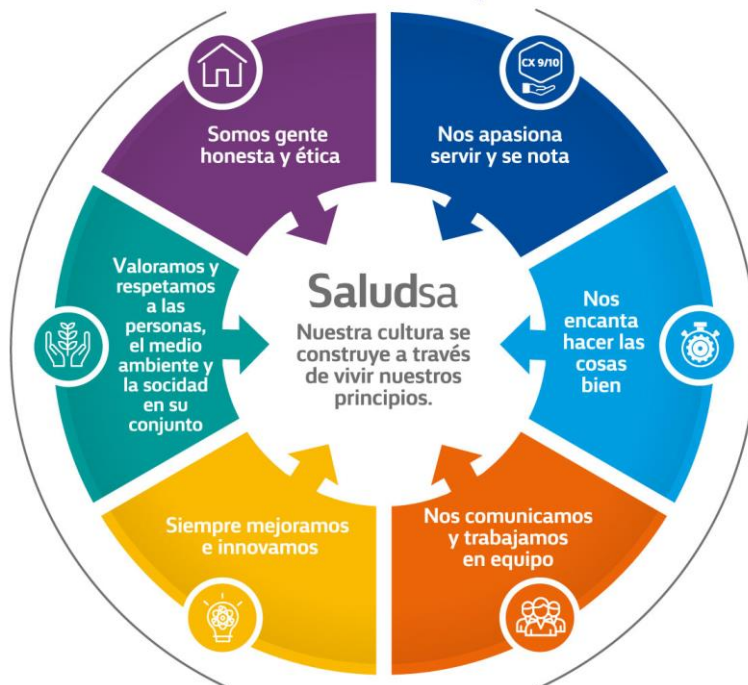 CX 9/10
Somos gente
honesta y ética
Nos apasiona
servir y se nota
Valoramos y
respetamos
a las
personas,
el medio
ambiente y
la socidad
en su
conjunto
Saludsa
Nuestra cultura se
construye a través
de vivir nuestros
principios.
Nos
encanta
hacer las
cosas
bien
Siempre mejoramos
e innovamos
Nos comunicamos
y trabajamos
en equipo